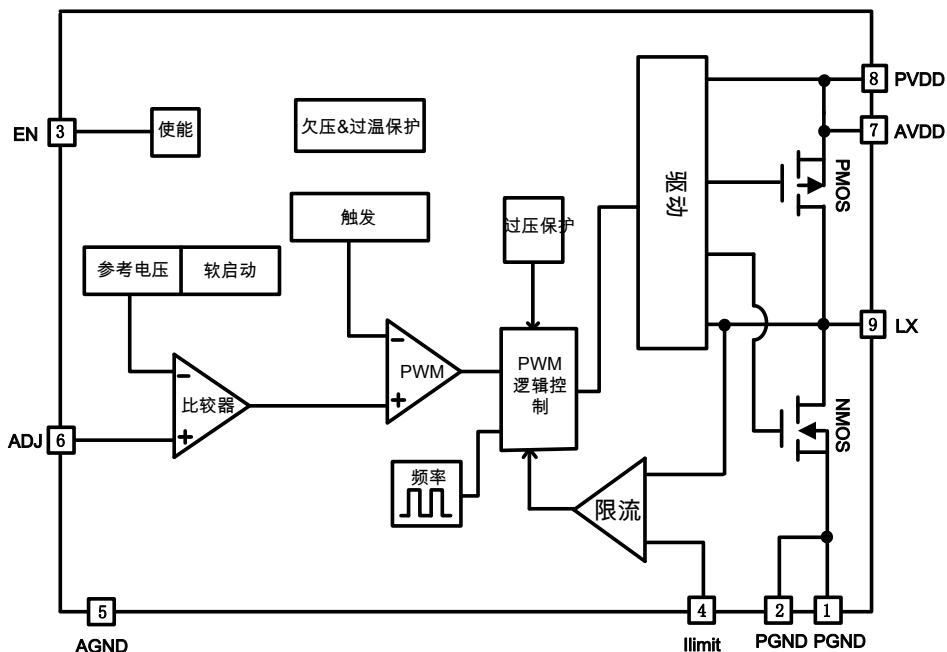 8 PVDD
EN 3
使能
欠压&过温保护
7 AVDD
驱动
PMOS
触发
过压保护
参考电压
软启动
9 LX
PWM
PWM
逻辑控
制
比较器
NMOS
ADJ 6
频率
限流
5
4
2
1
AGND
Ilimit
PGND
PGND